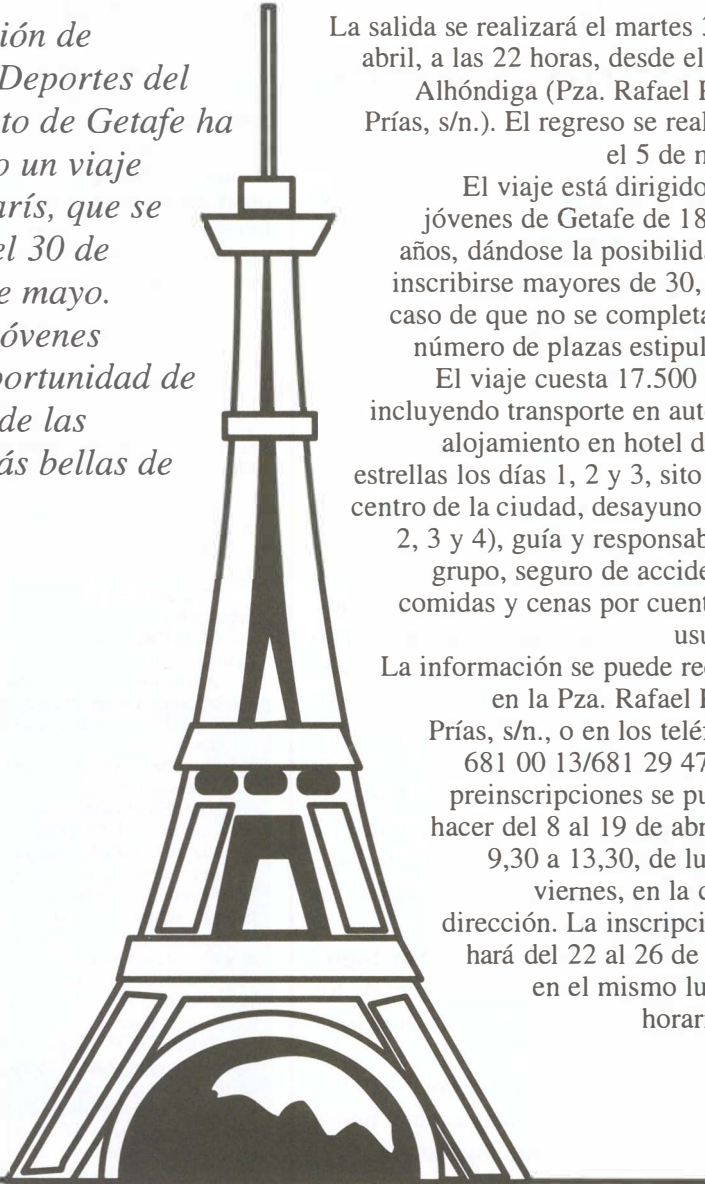 ión de
Deportes del
to de Getafe ha
o un viaje
arís, que se
el 30 de
e mayo.
óvenes
portunidad de
de las
ás bellas de
La salida se realizará el martes 3
abril, a las 22 horas, desde el
Alhóndiga (Pza. Rafael P
Prías, s/n.). El regreso se real
el 5 de m
El viaje está dirigido
jóvenes de Getafe de 18
años, dándose la posibilida
inscribirse mayores de 30,
caso de que no se completa
número de plazas estipul
El viaje cuesta 17.500
incluyendo transporte en auto
alojamiento en hotel d
estrellas los días 1, 2 y 3, sito
centro de la ciudad, desayuno
2, 3 y 4), guía y responsab
grupo, seguro de accide
comidas y cenas por cuent
usu
La información se puede rec
en la Pza. Rafael P
Prías, s/n., o en los teléf
681 00 13/681 29 47
preinscripciones se pu
hacer del 8 al 19 de abr
9,30 a 13,30, de lu
viernes, en la c
dirección. La inscripci
hará del 22 al 26 de
en el mismo lu
horari